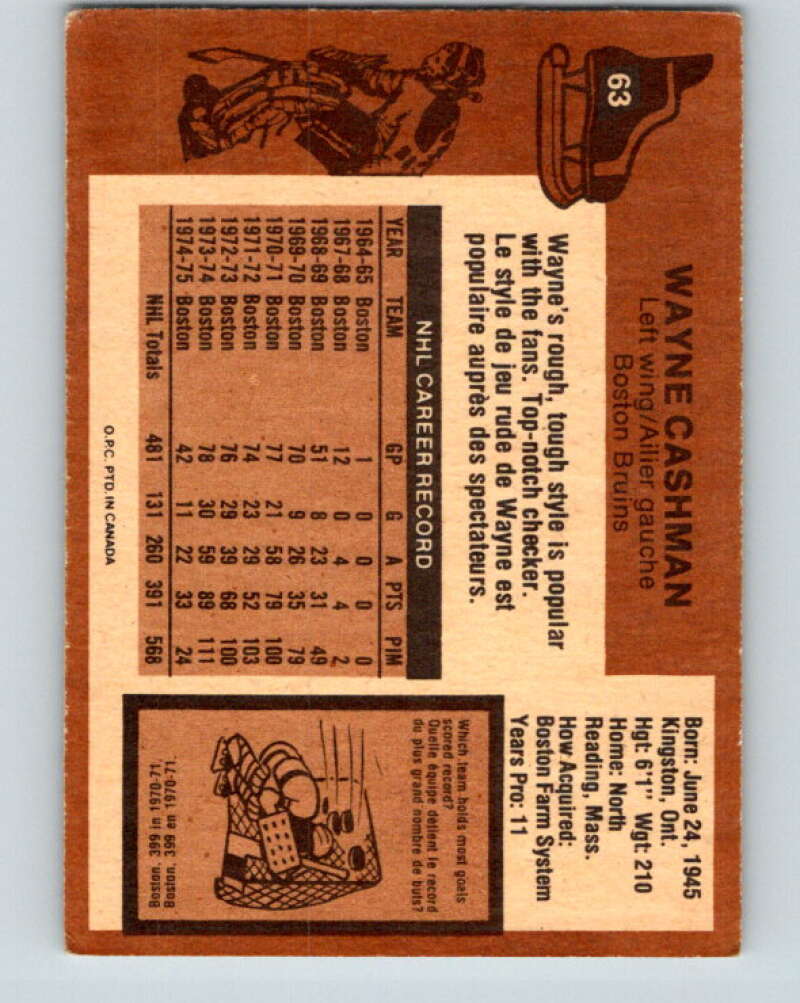 63
WAYNE CASHMAN
Left wing/Ailier gauche
Boston Bruins
Wayne's rough, tough style is popular
with the fans. Top-notch checker.
Le style de jeu rude de Wayne est
populaire auprès des spectateurs.
NHL CAREER RECORD
YEAR TEAM GP G A PTS PIM
1964-65 Boston 1 0 0 0 0
1967-68 Boston 12 0 4 4 2
1968-69 Boston 51 8 23 31 49
1969-70 Boston 70 9 26 35 79
1970-71 Boston 77 21 58 79 100
1971-72 Boston 74 23 29 52 103
1972-73 Boston 76 29 39 68 100
1973-74 Boston 78 30 59 89 111
1974-75 Boston 42 11 22 33 24
NHL Totals 481 131 260 391 568
O.P.C. PTD. IN CANADA
Born: June 24, 1945
Kingston, Ont.
Hgt: 6'1" Wgt: 210
Home: North
Reading, Mass.
How Acquired:
Boston Farm System
Years Pro: 11
Which team holds most goals
scored record?
Quelle équipe détient le record
du plus grand nombre de buts?
Boston, 399 in 1970-71.
Boston, 399 en 1970-71.